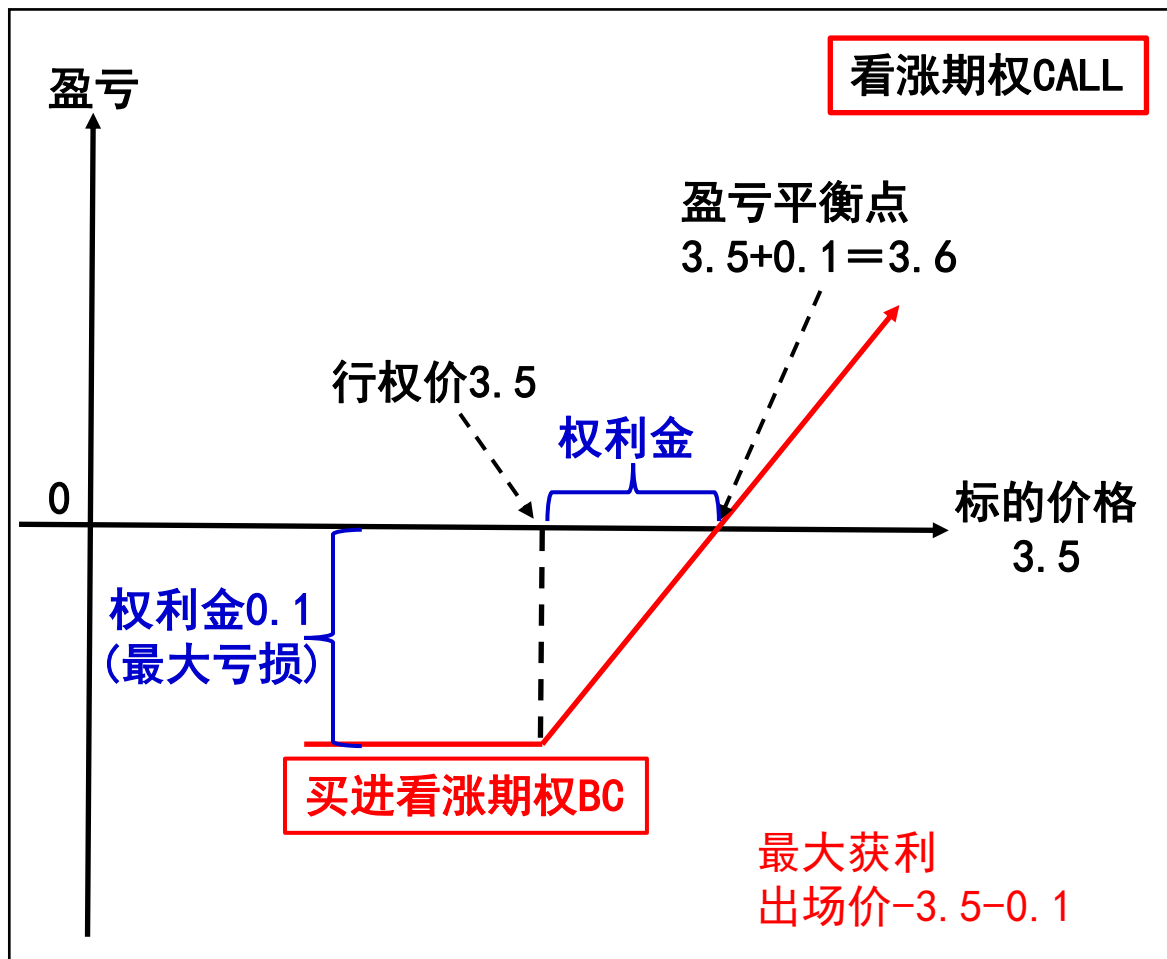 看涨期权CALL
盈亏
盈亏平衡点
3.5+0.1=3.6
行权价3.5
权利金
0
标的价格
3.5
权利金0.1
(最大亏损)
买进看涨期权BC
最大获利
出场价-3.5-0.1